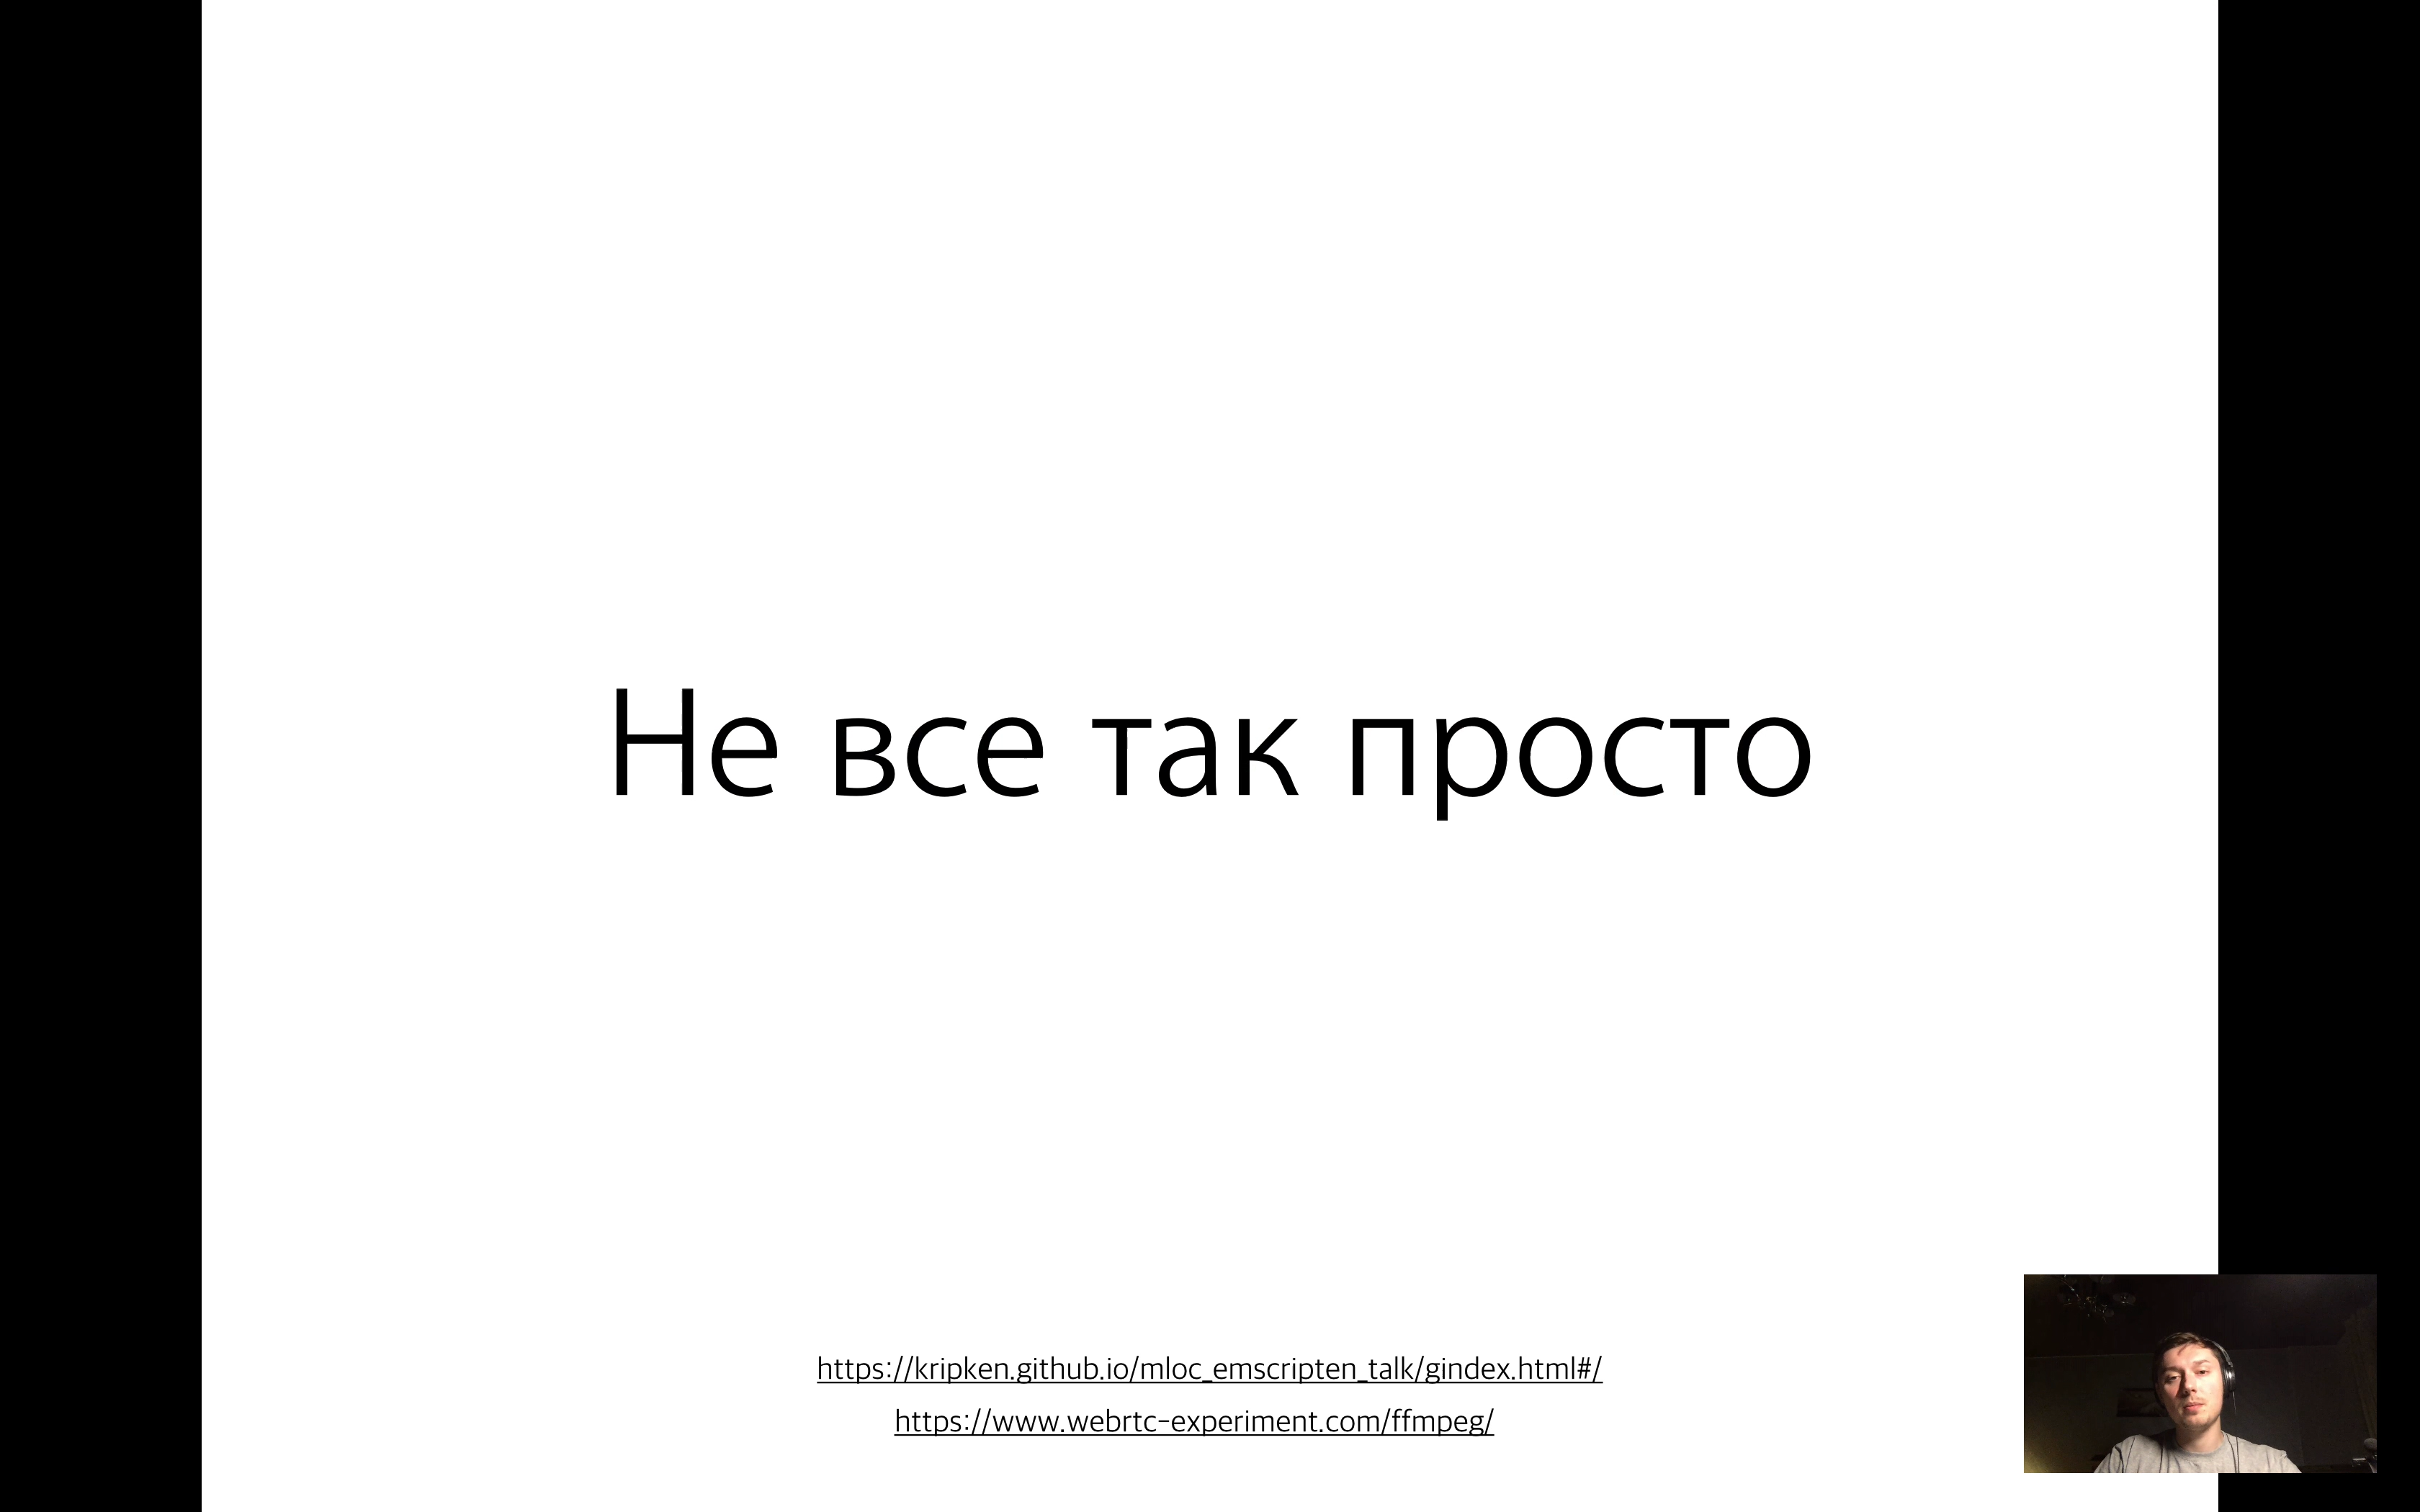 Не все так просто
https://kripken.github.io/mloc_emscripten_talk/gindex.html#/
https://www.webrtc-experiment.com/ffmpeg/